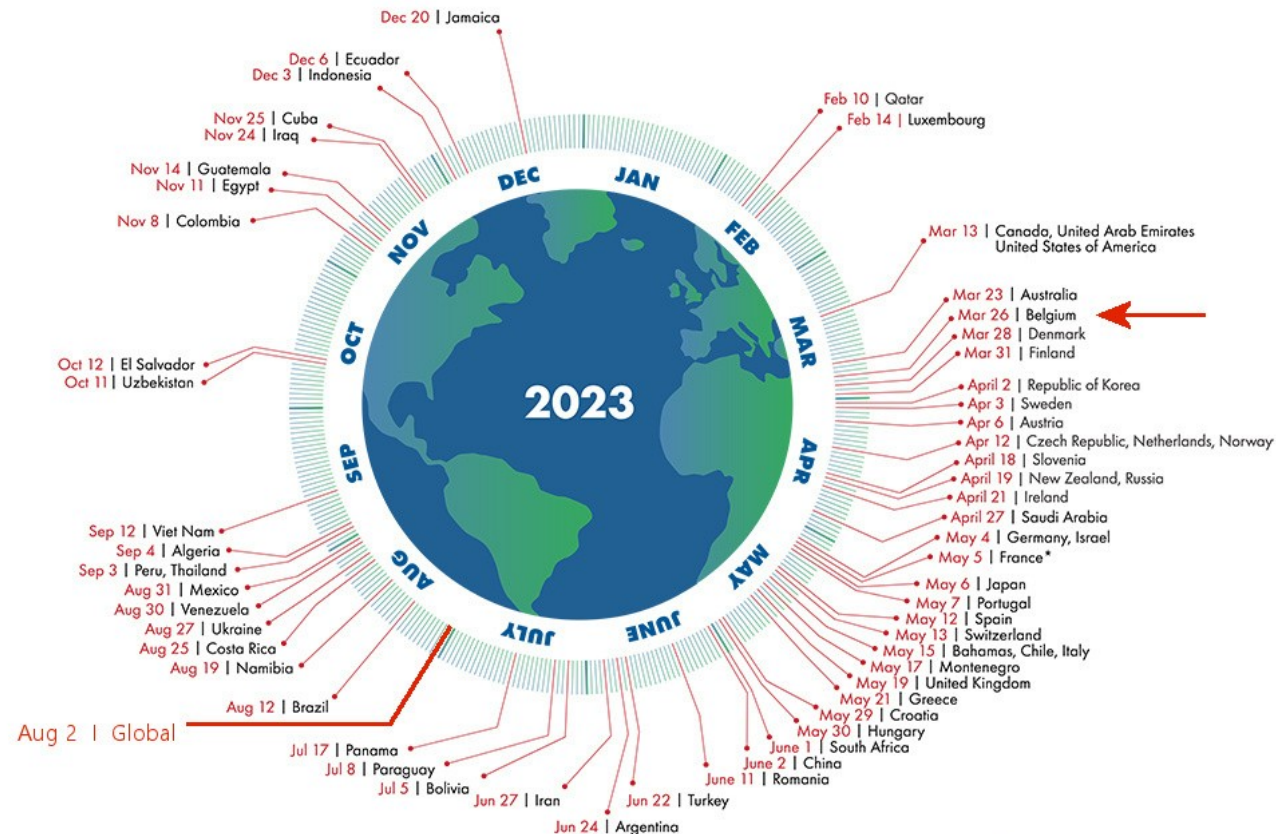 Dec 20 | Jamaica
Dec 6 | Ecuador
Dec 3 | Indonesia
Nov 25 | Cuba
Nov 24 | Iraq
Nov 14 | Guatemala
Nov 11 | Egypt
Nov 8 | Colombia
Oct 12 | El Salvador
Oct 11 | Uzbekistan
Sep 12 | Viet Nam
Sep 4 | Algeria
Sep 3 | Peru, Thailand
Aug 31 | Mexico
Aug 30 | Venezuela
Aug 27 | Ukraine
Aug 25 | Costa Rica
Aug 19 | Namibia
Aug 12 | Brazil
Aug 2 | Global
Jul 17 | Panama
Jul 8 | Paraguay
Jul 5 | Bolivia
Jun 27 | Iran
Jun 24 | Argentina
Jun 22 | Turkey
Feb 10 | Qatar
Feb 14 | Luxembourg
Mar 13 | Canada, United Arab Emirates
United States of America
Mar 23 | Australia
Mar 26 | Belgium
Mar 28 | Denmark
Mar 31 | Finland
April 2 | Republic of Korea
Apr 3 | Sweden
Apr 6 | Austria
Apr 12 | Czech Republic, Netherlands, Norway
April 18 | Slovenia
April 19 | New Zealand, Russia
April 21 | Ireland
April 27 | Saudi Arabia
May 4 | Germany, Israel
May 5 | France*
May 6 | Japan
May 7 | Portugal
May 12 | Spain
May 13 | Switzerland
May 15 | Bahamas, Chile, Italy
May 17 | Montenegro
May 19 | United Kingdom
May 21 | Greece
May 29 | Croatia
May 30 | Hungary
June 1 | South Africa
June 2 | China
June 11 | Romania
JAN
FEB
MAR
APR
MAY
JUNE
JULY
AUG
SEP
OCT
NOV
DEC
2023